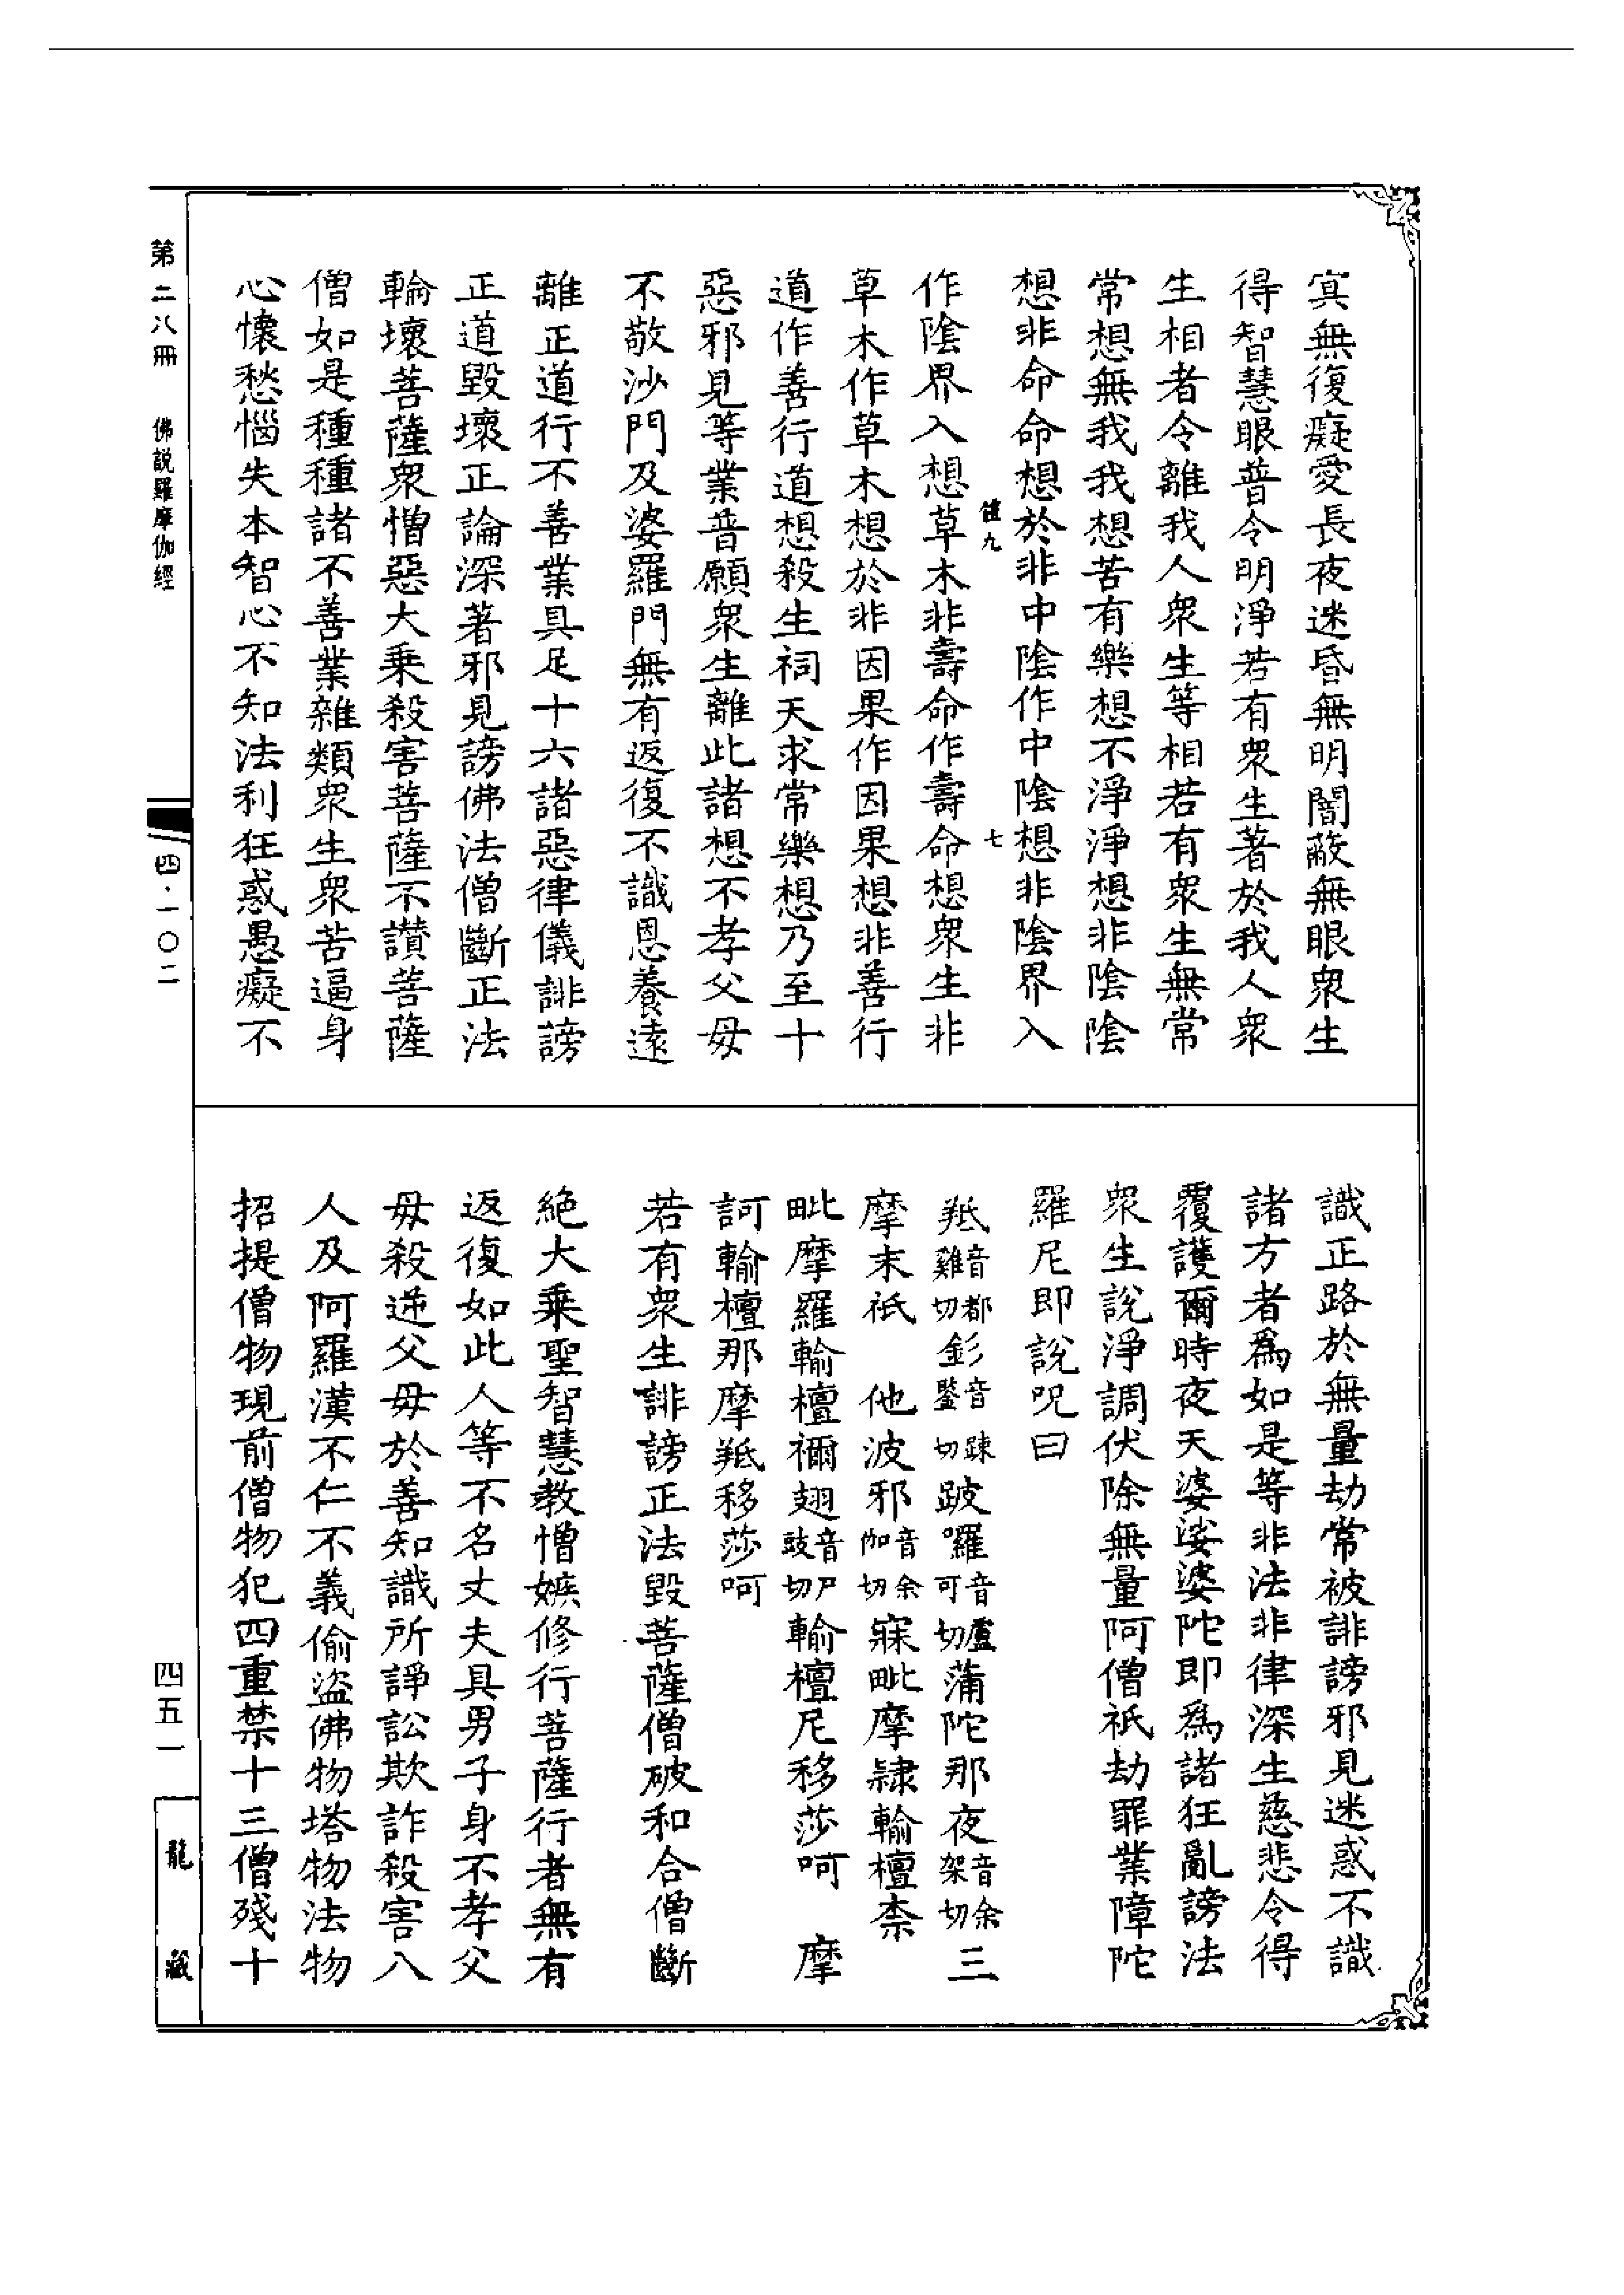 寞無復癡愛長夜迷昏無明闇蔽無眼衆生
得智慧眼普令明淨若有衆生著於我人衆
生相者令離我人衆生等相若有衆生無常
常想無我我想苦有樂想不淨淨想非陰陰
想非命命想於非中陰作中陰想非陰界入
七
作陰界入想草木非壽命作壽命想衆生非
草木作草木想於非因果作因果想非善行
道作善行道想殺生祠天求常樂想乃至十
惡邪見等業普願衆生離此諸想不孝父母
不敬沙門及婆羅門無有返復不識恩養遠
離正道行不善業具足十六諸惡律儀誹謗
正道毀壞正論深著邪見謗佛法僧斷正法
輪壞菩薩衆憎惡大乗殺害菩薩不讃菩薩
僧如是種種諸不善業雜類衆生衆苦逼身
心懷愁惱失本智心不知法利狂惑愚癡不
識正路於無量劫常被誹謗邪見迷惑不識
諸方者爲如是等非法非律深生慈悲令得
覆護爾時夜天婆娑婆陀即爲諸狂亂謗法
衆生說淨調伏除無量阿僧祇劫罪業障陀
羅尼即說呪曰
羝音都雞切釤音踈鑒切跛囉音盧可切蒲陀那夜音余架切三
摩末祇 他波邪音余伽切寐毗摩隷輸檀柰
毗摩羅輸檀禰翅音尸豉切輸檀尼移莎呵 摩
訶輸檀那摩羝移莎呵
若有衆生誹謗正法毀菩薩僧破和合僧斷
絶大乗聖智慧教憎嫉修行菩薩行者無有
返復如此人等不名丈夫具男子身不孝父
母殺逆父母於善知識所諍訟欺詐殺害八
人及阿羅漢不仁不義偷盜佛物塔物法物
招提僧物現前僧物犯四重禁十三僧殘十
第二八冊 佛說羅摩伽經
四·一〇二
四五一
龍藏